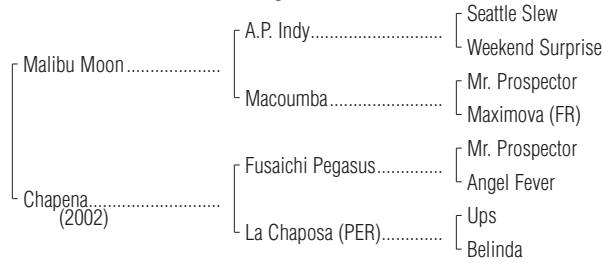 Seattle Slew
A.P. Indy....................
Weekend Surprise
Malibu Moon.....................
Mr. Prospector
Macoumba.....................
Maximova (FR)
Mr. Prospector
Fusaichi Pegasus..............
Angel Fever
Chapena.............................
(2002)
Ups
La Chaposa (PER).............
Belinda